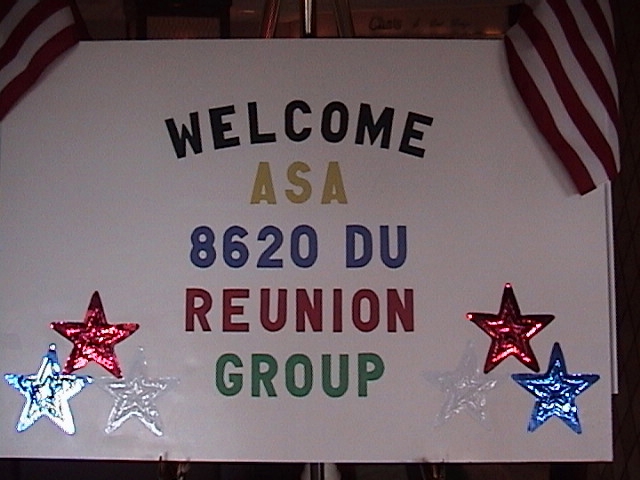 WELCOME
ASA
8620 DU
REUNION
GROUP